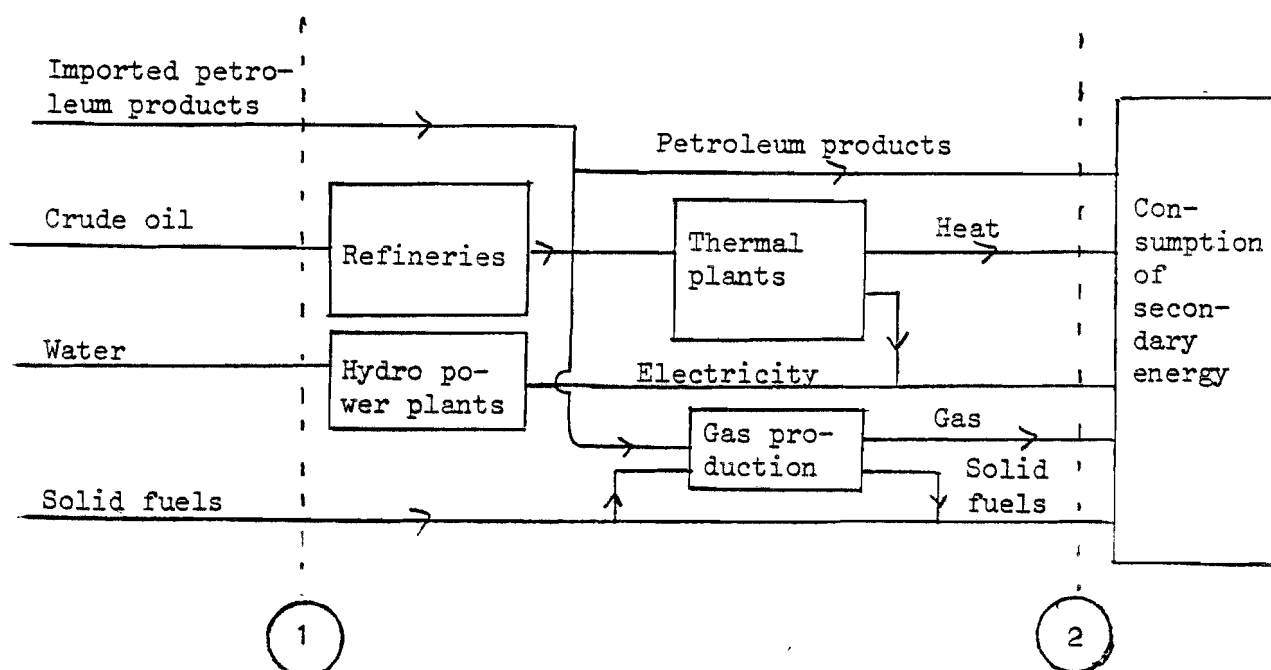 Imported petro-
leum products
Petroleum products
Crude oil
Refineries
Thermal
plants
Heat
Con-
sumption
of
secon-
dary
energy
Water
Hydro po-
wer plants
Electricity
Gas pro-
duction
Gas
Solid
fuels
Solid fuels
1
2